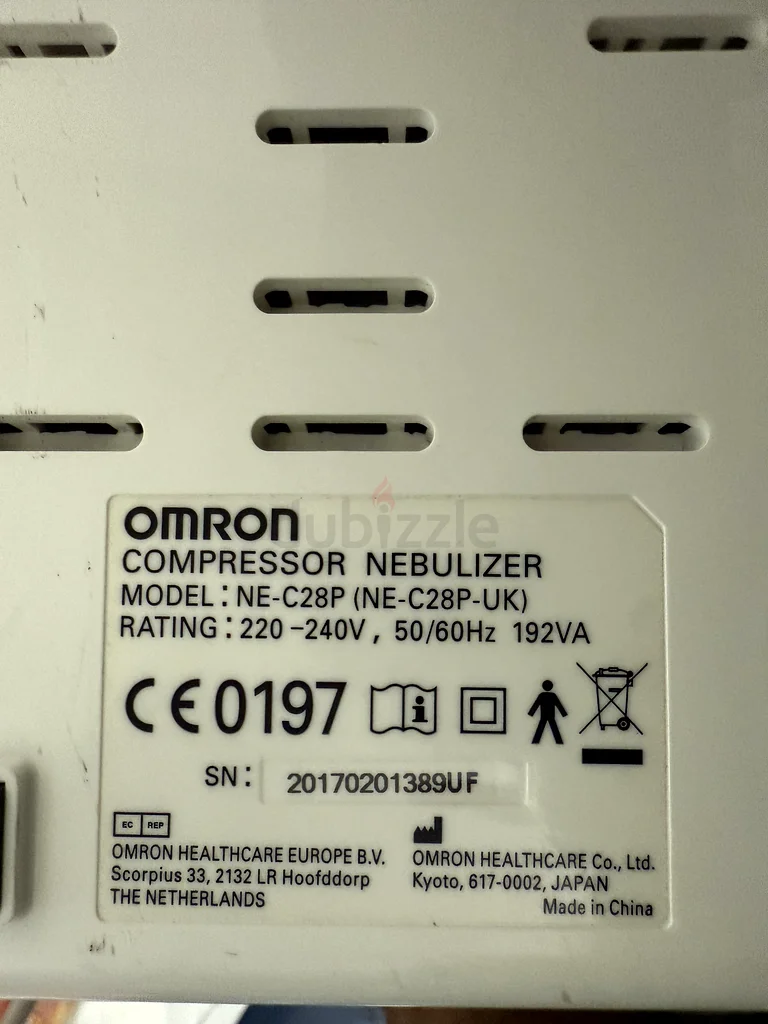 dubizzle
OMRON
COMPRESSOR NEBULIZER
MODEL : NE-C28P (NE-C28P-UK)
RATING : 220-240V, 50/60Hz 192VA
CE 0197
SN: 20170201389UF
EC REP
OMRON HEALTHCARE EUROPE B.V.
Scorpius 33, 2132 LR Hoofddorp
THE NETHERLANDS
OMRON HEALTHCARE Co., Ltd.
Kyoto, 617-0002, JAPAN
Made in China